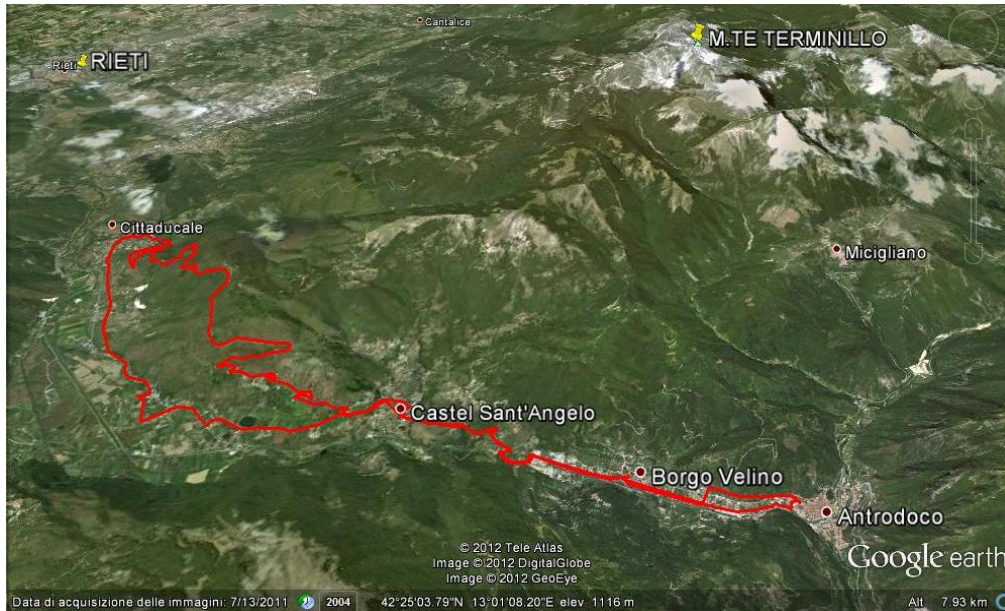 Cantalice
M.TE TERMINILLO
Rieti RIETI
Cittaducale
Micigliano
Castel Sant'Angelo
Borgo Velino
Antrodoco
© 2012 Tele Atlas
Image © 2012 DigitalGlobe
Image © 2012 GeoEye
Google earth
Data di acquisizione delle immagini: 7/13/2011 2004 42°25'03.79"N 13°01'08.20"E elev 1116 m Alt 7.93 km